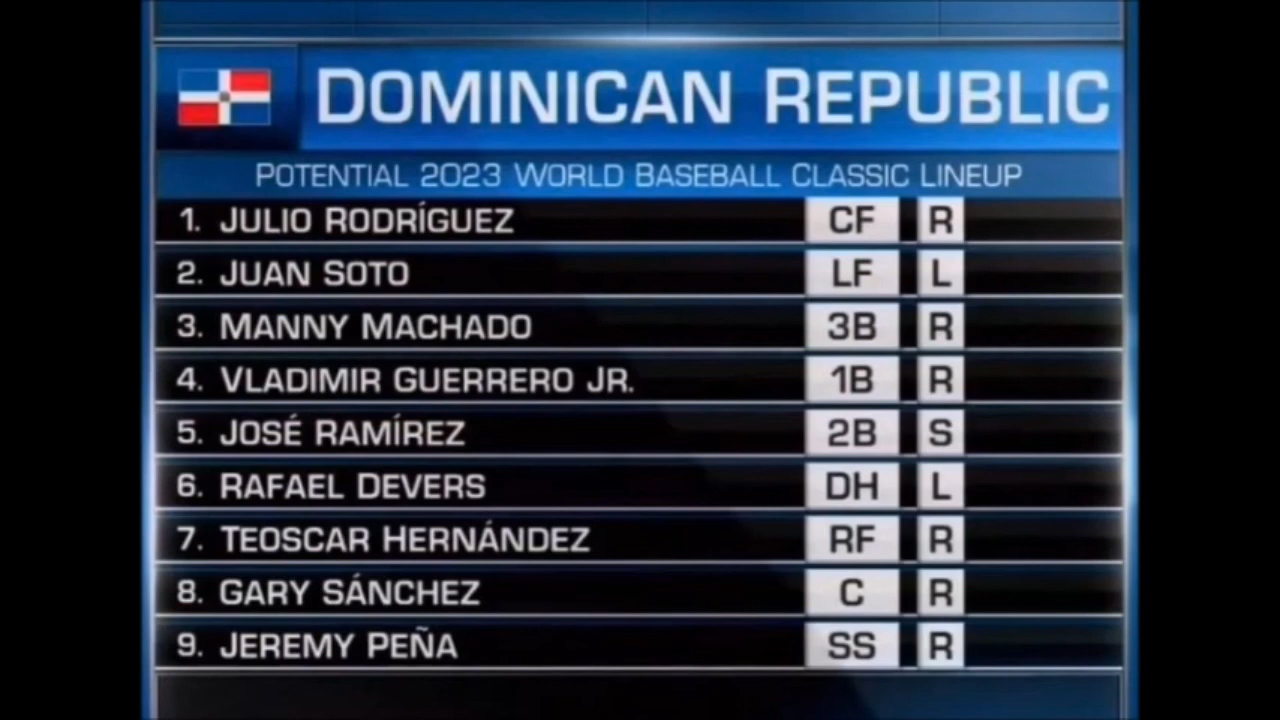 DOMINICAN REPUBLIC
POTENTIAL 2023 WORLD BASEBALL CLASSIC LINEUP
1. JULIO RODRÍGUEZ CF R
2. JUAN SOTO LF L
3. MANNY MACHADO 3B R
4. VLADIMIR GUERRERO JR. 1B R
5. JOSÉ RAMÍREZ 2B S
6. RAFAEL DEVERS DH L
7. TEOSCAR HERNÁNDEZ RF R
8. GARY SÁNCHEZ C R
9. JEREMY PEÑA SS R